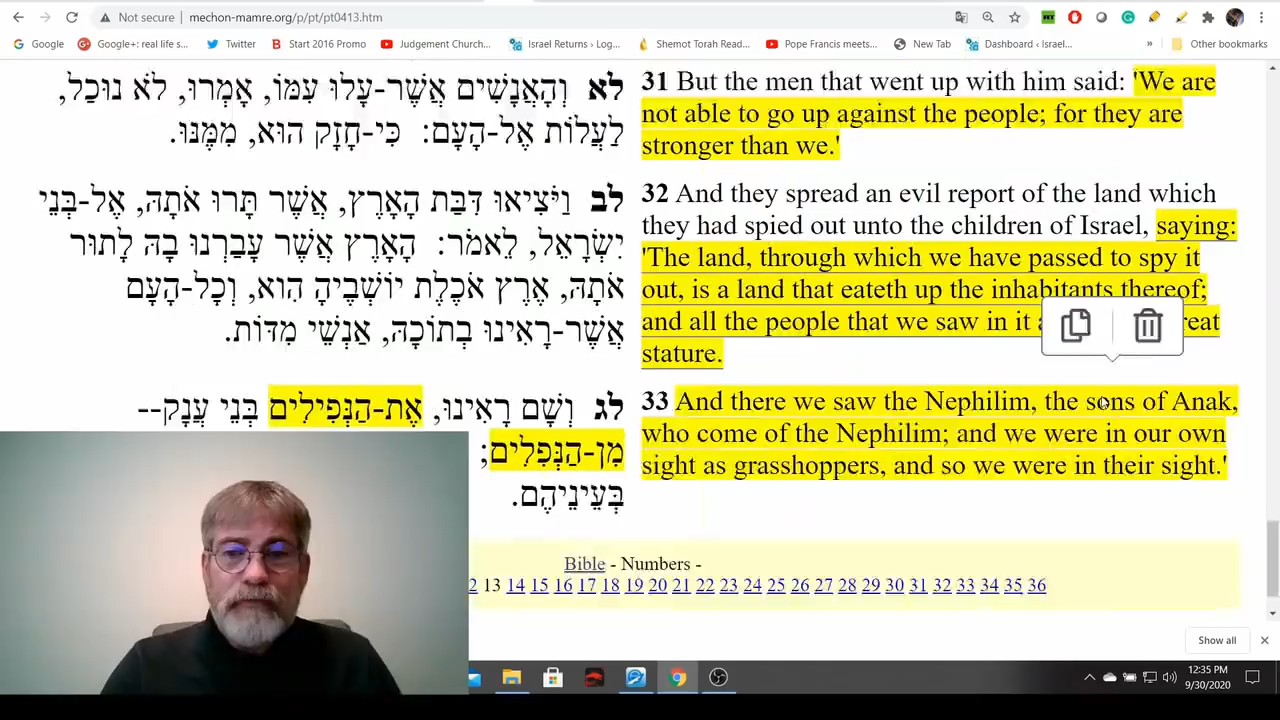 Not secure | mechon-mamre.org/p/pt/pt0413.htm
Google Google+: real life s... Twitter Start 2016 Promo Judgement Church... Israel Returns › Log... Shemot Torah Read... Pope Francis meets... New Tab Dashboard ‹ Israel... » Other bookmarks
לא וְהָאֲנָשִׁים אֲשֶׁר-עָלוּ עִמּוֹ, אָמְרוּ, לֹא נוּכַל,
לַעֲלוֹת אֶל-הָעָם: כִּי-חָזָק הוּא, מִמֶּנּוּ.
31 But the men that went up with him said: 'We are
not able to go up against the people; for they are
stronger than we.'
לב וַיֹּצִיאוּ דִּבַּת הָאָרֶץ, אֲשֶׁר תָּרוּ אֹתָהּ, אֶל-בְּנֵי
יִשְׂרָאֵל, לֵאמֹר: הָאָרֶץ אֲשֶׁר עָבַרְנוּ בָהּ לָתוּר
אֹתָהּ, אֶרֶץ אֹכֶלֶת יוֹשְׁבֶיהָ הִוא, וְכָל-הָעָם
אֲשֶׁר-רָאִינוּ בְתוֹכָהּ, אַנְשֵׁי מִדּוֹת.
32 And they spread an evil report of the land which
they had spied out unto the children of Israel, saying:
'The land, through which we have passed to spy it
out, is a land that eateth up the inhabitants thereof;
and all the people that we saw in it
stature.
לג וְשָׁם רָאִינוּ, אֶת-הַנְּפִילִים בְּנֵי עֲנָק--
מִן-הַנְּפִלִים;
בְּעֵינֵיהֶם.
33 And there we saw the Nephilim, the sons of Anak,
who come of the Nephilim; and we were in our own
sight as grasshoppers, and so we were in their sight.'
Bible - Numbers -
2 13 14 15 16 17 18 19 20 21 22 23 24 25 26 27 28 29 30 31 32 33 34 35 36
Show all
12:35 PM
9/30/2020